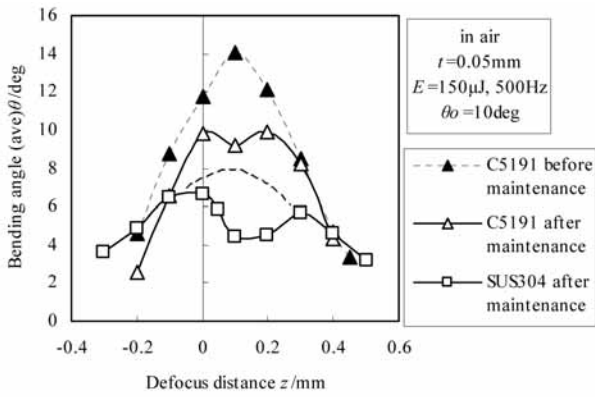 Bending angle (ave)θ/deg
16
14
12
10
8
6
4
2
0
-0.4 -0.2 0 0.2 0.4 0.6
Defocus distance z/mm
in air
t=0.05mm
E=150μJ, 500Hz
θo=10deg
C5191 before
maintenance
C5191 after
maintenance
SUS304 after
maintenance